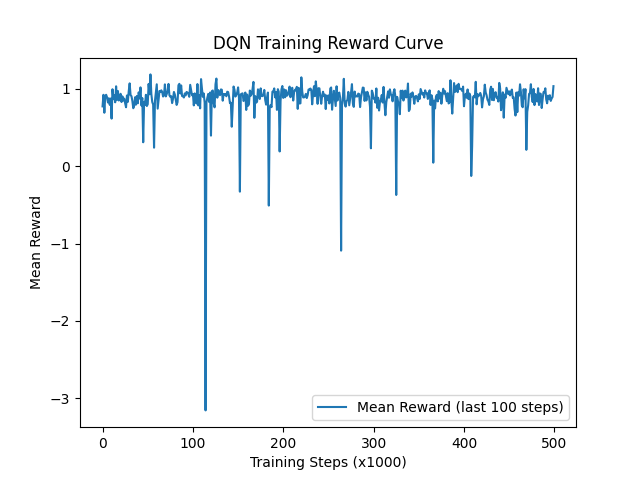 DQN Training Reward Curve
Mean Reward
1
0
−1
−2
−3
Mean Reward (last 100 steps)
0
100
200
300
400
500
Training Steps (x1000)